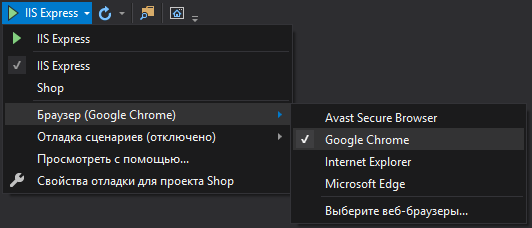 IIS Express
IIS Express
IIS Express
Shop
Браузер (Google Chrome)
Отладка сценариев (отключено)
Просмотреть с помощью...
Свойства отладки для проекта Shop
Avast Secure Browser
Google Chrome
Internet Explorer
Microsoft Edge
Выберите веб-браузеры...